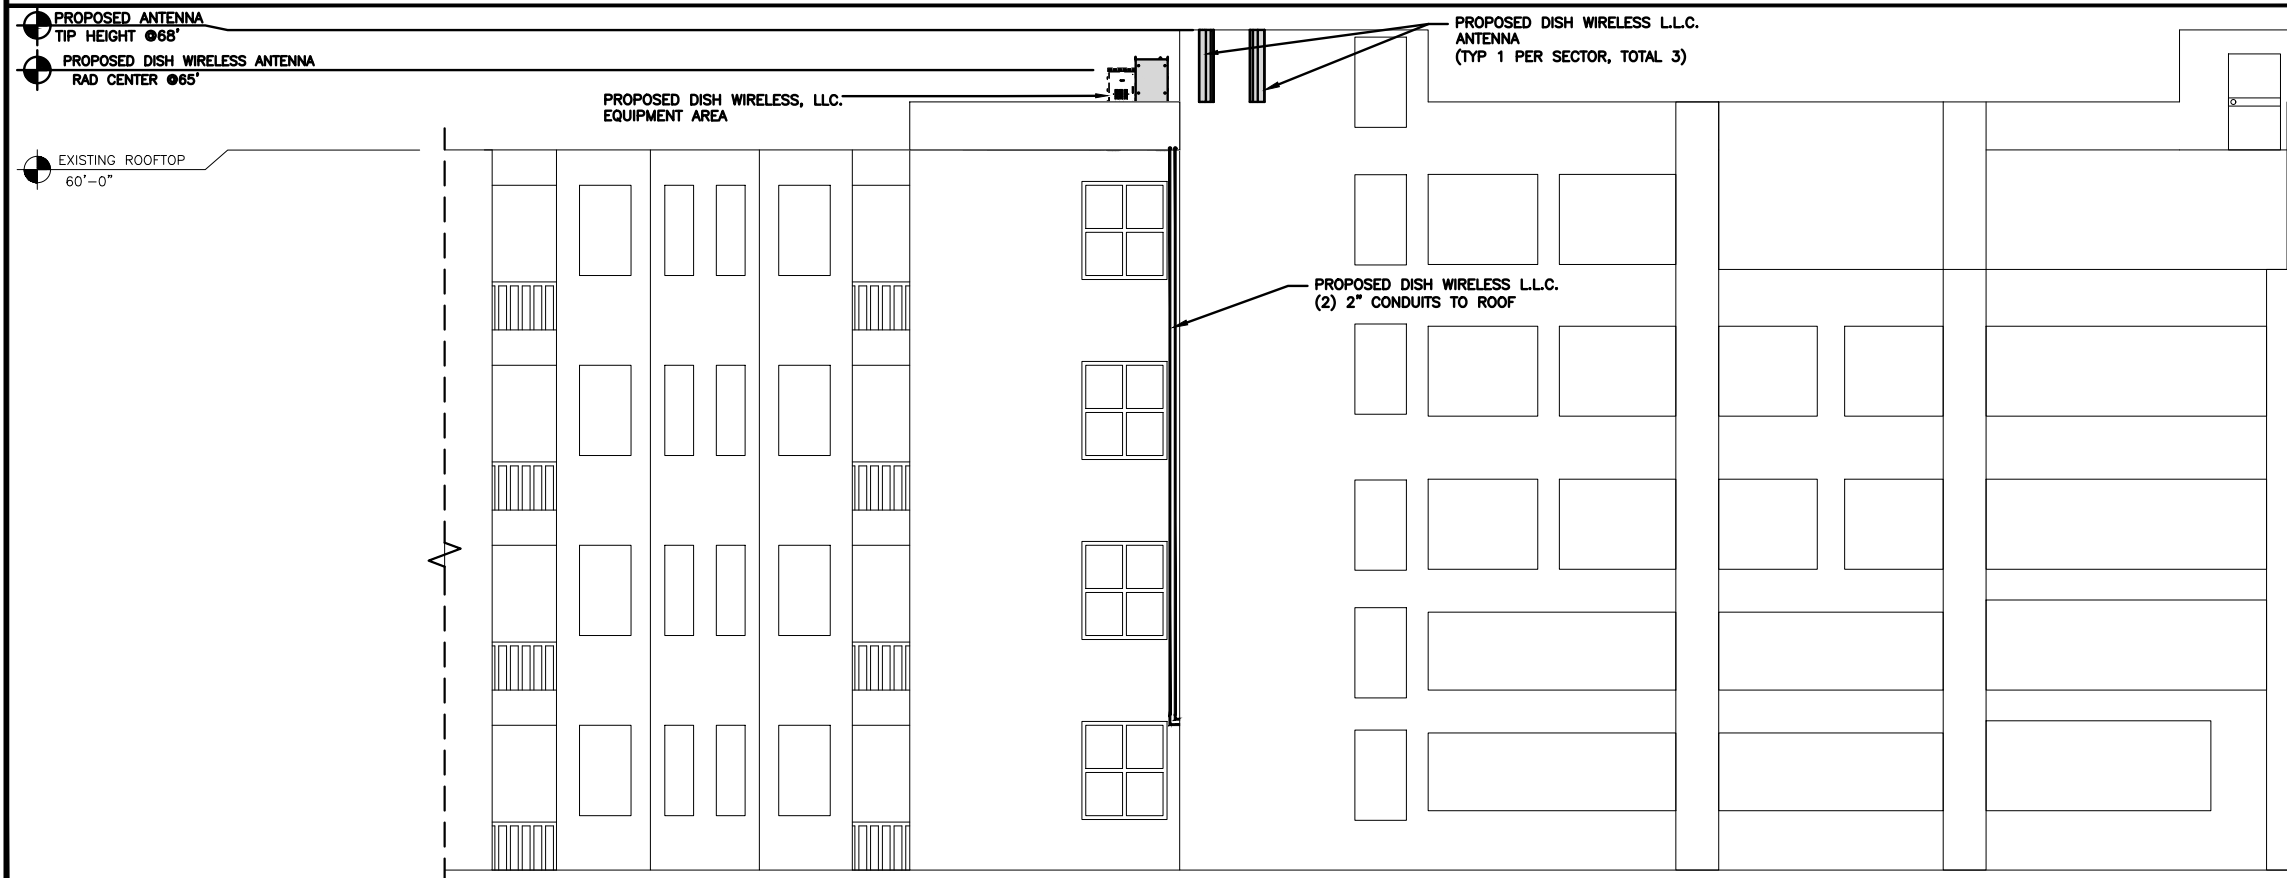 PROPOSED ANTENNA
TIP HEIGHT @68'
PROPOSED DISH WIRELESS ANTENNA
RAD CENTER @65'
PROPOSED DISH WIRELESS, LLC.
EQUIPMENT AREA
PROPOSED DISH WIRELESS L.L.C.
ANTENNA
(TYP 1 PER SECTOR, TOTAL 3)
EXISTING ROOFTOP
60'-0"
PROPOSED DISH WIRELESS L.L.C.
(2) 2" CONDUITS TO ROOF